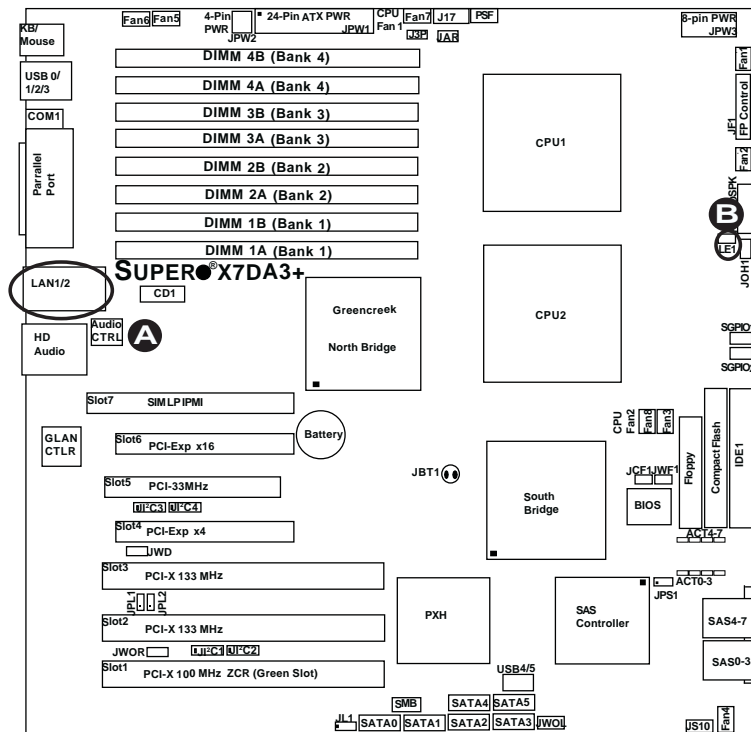 Fan6
Fan5
4-Pin
PWR
JPW2
24-Pin ATX PWR
JPW1
CPU
Fan 1
Fan7
J17
PSF
J3P
JAR
8-pin PWR
JPW3
KB/
Mouse
USB 0/
1/2/3
COM1
Parrallel
Port
DIMM 4B (Bank 4)
DIMM 4A (Bank 4)
DIMM 3B (Bank 3)
DIMM 3A (Bank 3)
DIMM 2B (Bank 2)
DIMM 2A (Bank 2)
DIMM 1B (Bank 1)
DIMM 1A (Bank 1)
CPU1
Fan1
JF1
FP Control
Fan2
B
LE1
JOH1
LAN1/2
SUPER®X7DA3+
CD1
HD
Audio
Audio
CTRL
A
Greencreek
North Bridge
CPU2
SGPIO
SGPIO
Slot7
SIMLP IPMI
GLAN
CTLR
Slot6
PCI-Exp x16
Battery
Slot5
PCI-33MHz
JI²C3
JI²C4
Slot4
PCI-Exp x4
JWD
JBT1
South
Bridge
CPU
Fan2
Fan8
Fan3
JCF1
JWF1
BIOS
Floppy
Compact Flash
IDE1
ACT4-7
ACT0-3
JPS1
Slot3
PCI-X 133 MHz
JPL1
JPL2
Slot2
PCI-X 133 MHz
JWOR
JI²C1
JI²C2
Slot1
PCI-X 100 MHz ZCR (Green Slot)
PXH
SAS
Controller
SAS4-7
SAS0-3
USB4/5
SMB
SATA4
SATA5
JL1
SATA0
SATA1
SATA2
SATA3
JWOL
JS10
Fan4